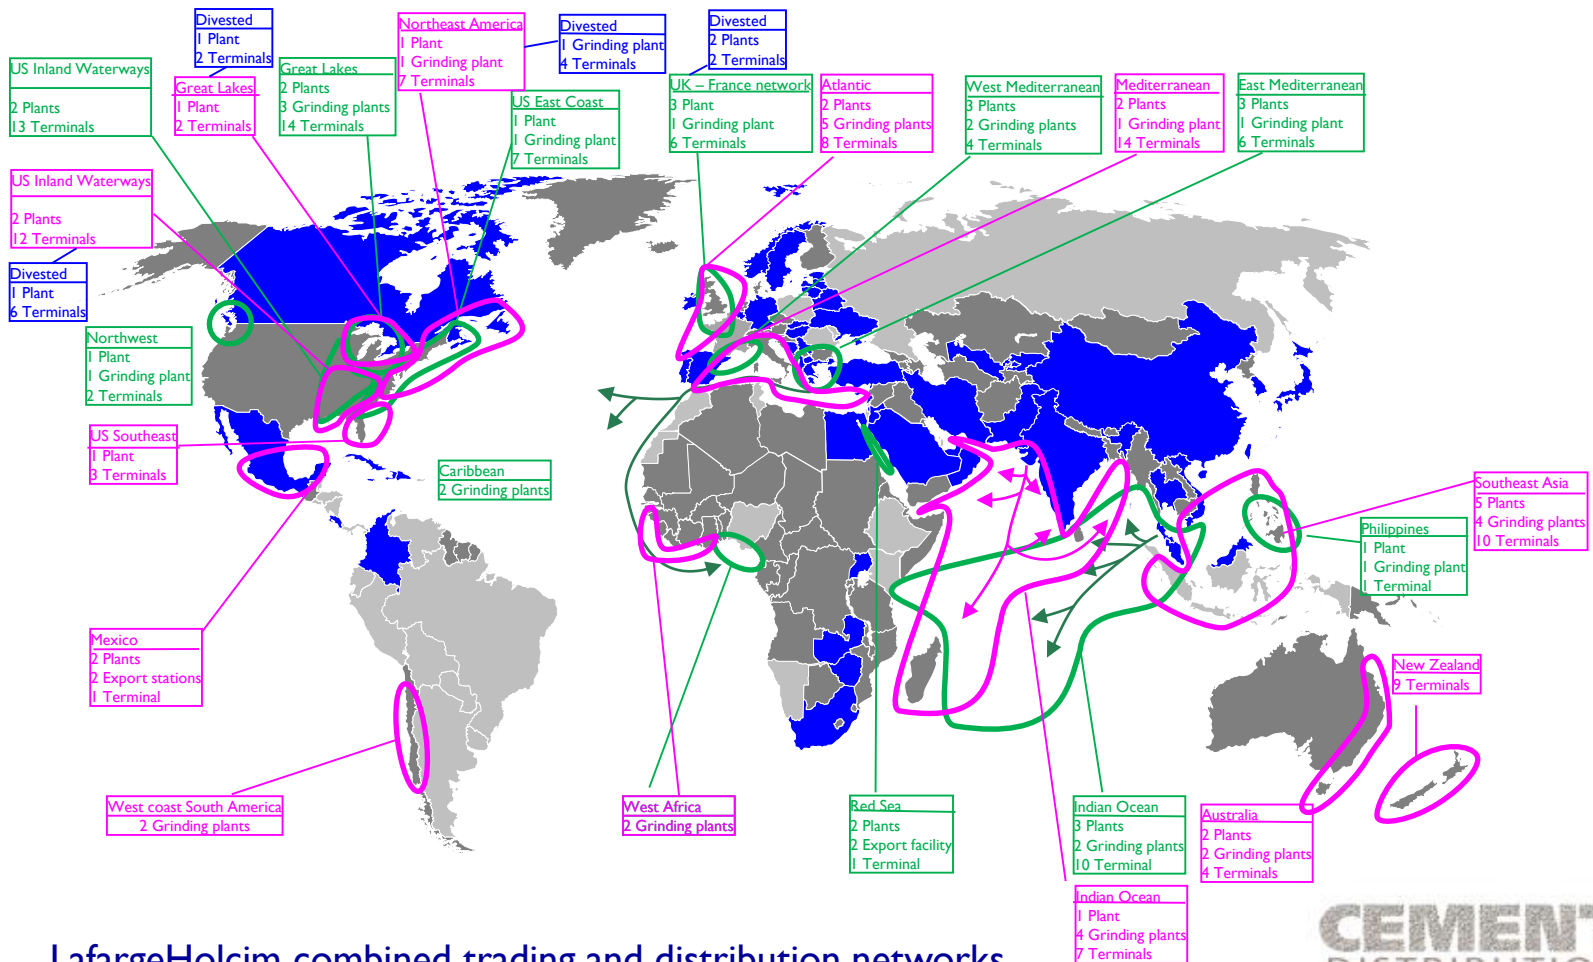 Divested
1 Plant
2 Terminals
Northeast America
1 Plant
1 Grinding plant
7 Terminals
Divested
1 Grinding plant
4 Terminals
Divested
2 Plants
2 Terminals
US Inland Waterways
2 Plants
13 Terminals
Great Lakes
1 Plant
2 Terminals
Great Lakes
2 Plants
3 Grinding plants
14 Terminals
US East Coast
1 Plant
1 Grinding plant
7 Terminals
UK – France network
3 Plant
1 Grinding plant
6 Terminals
Atlantic
2 Plants
5 Grinding plants
8 Terminals
West Mediterranean
3 Plants
2 Grinding plants
4 Terminals
Mediterranean
2 Plants
1 Grinding plant
14 Terminals
East Mediterranean
3 Plants
1 Grinding plant
6 Terminals
US Inland Waterways
2 Plants
12 Terminals
Divested
1 Plant
6 Terminals
Northwest
1 Plant
1 Grinding plant
2 Terminals
US Southeast
1 Plant
3 Terminals
Caribbean
2 Grinding plants
Southeast Asia
5 Plants
4 Grinding plants
10 Terminals
Philippines
1 Plant
1 Grinding plant
1 Terminal
Mexico
2 Plants
2 Export stations
1 Terminal
New Zealand
9 Terminals
West coast South America
2 Grinding plants
West Africa
2 Grinding plants
Red Sea
2 Plants
2 Export facility
1 Terminal
Indian Ocean
3 Plants
2 Grinding plants
10 Terminal
Australia
2 Plants
2 Grinding plants
4 Terminals
Indian Ocean
1 Plant
4 Grinding plants
7 Terminals
LafargeHolcim combined trading and distribution networks
CEMENT